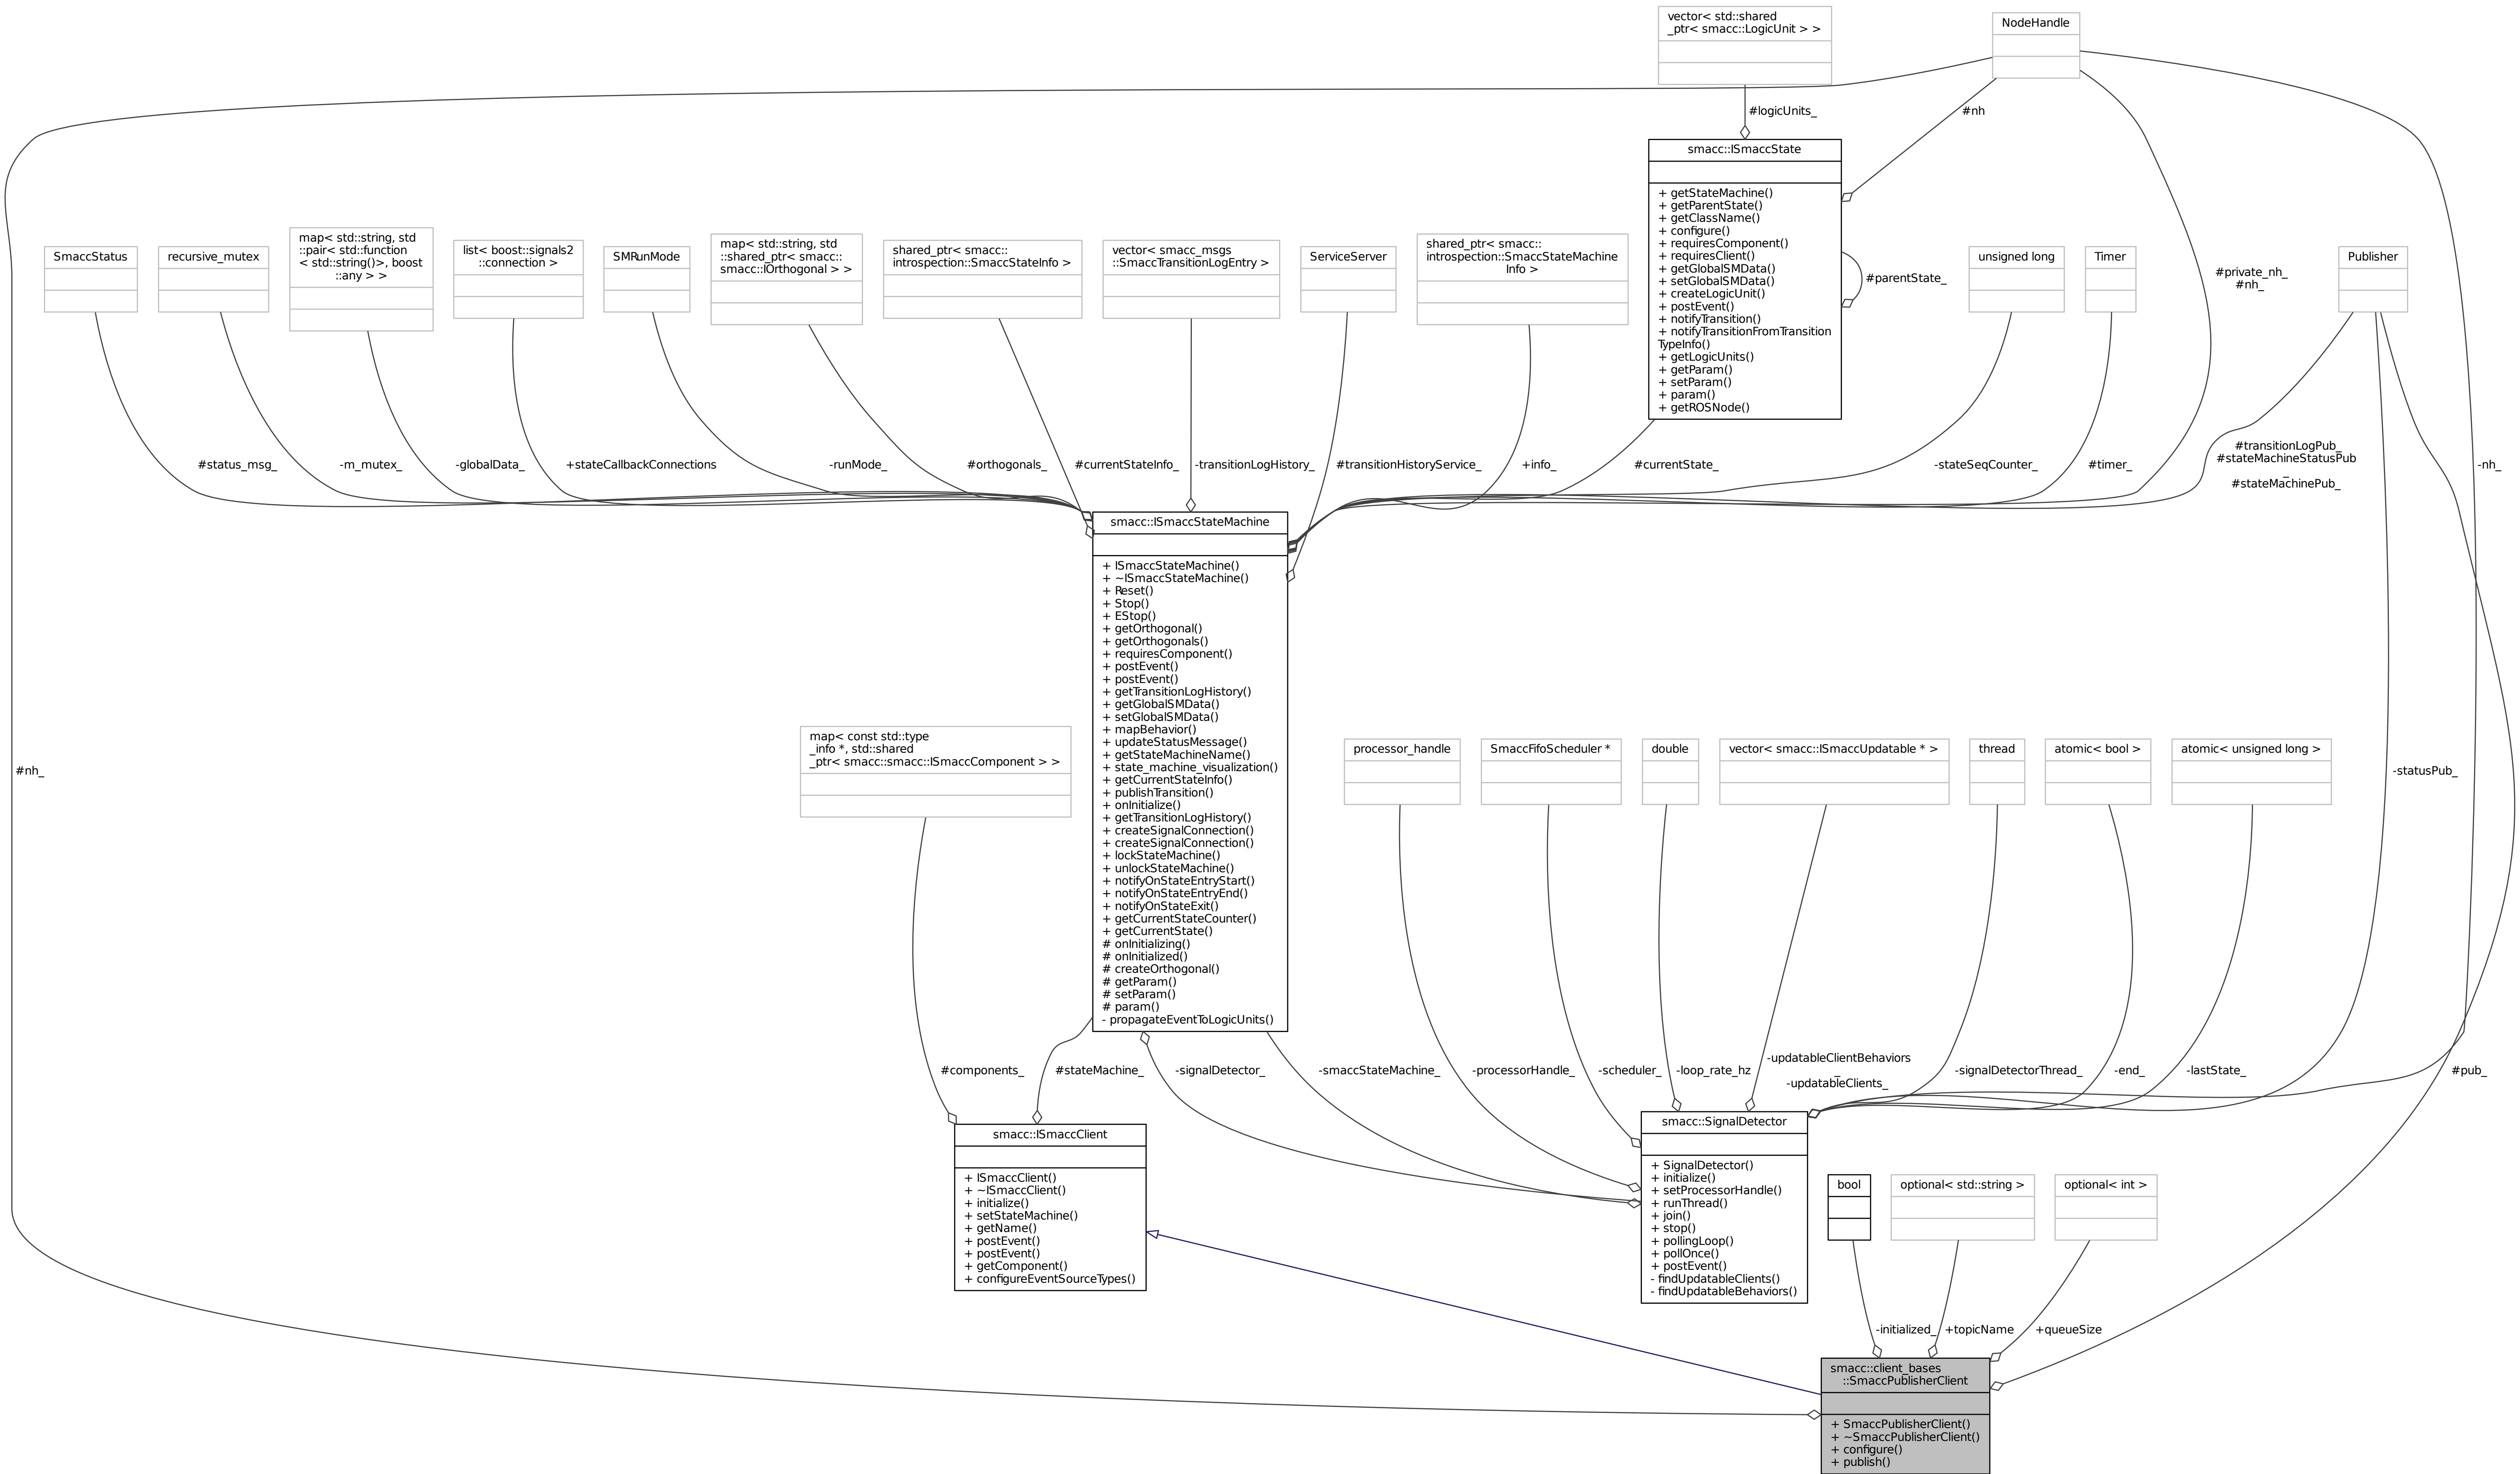 vector< std::shared
_ptr< smacc::LogicUnit > >
NodeHandle
#logicUnits_
#nh
smacc::ISmaccState
+ getStateMachine()
+ getParentState()
+ getClassName()
+ configure()
+ requiresComponent()
+ requiresClient()
+ getGlobalSMData()
+ setGlobalSMData()
+ createLogicUnit()
+ postEvent()
+ notifyTransition()
+ notifyTransitionFromTransition
TypeInfo()
+ getLogicUnits()
+ getParam()
+ setParam()
+ param()
+ getROSNode()
#parentState_
SmaccStatus
recursive_mutex
map< std::string, std
::pair< std::function
< std::string()>, boost
::any > >
list< boost::signals2
::connection >
SMRunMode
map< std::string, std
::shared_ptr< smacc::
smacc::IOrthogonal > >
shared_ptr< smacc::
introspection::SmaccStateInfo >
vector< smacc_msgs
::SmaccTransitionLogEntry >
ServiceServer
shared_ptr< smacc::
introspection::SmaccStateMachine
Info >
unsigned long
Timer
#private_nh_
#nh_
Publisher
#status_msg_
-m_mutex_
-globalData_
+stateCallbackConnections
-runMode_
#orthogonals_
#currentStateInfo_
-transitionLogHistory_
#transitionHistoryService_
+info_
#currentState_
-stateSeqCounter_
#timer_
#transitionLogPub_
#stateMachineStatusPub
_
#stateMachinePub_
-nh_
smacc::ISmaccStateMachine
+ ISmaccStateMachine()
+ ~ISmaccStateMachine()
+ Reset()
+ Stop()
+ EStop()
+ getOrthogonal()
+ getOrthogonals()
+ requiresComponent()
+ postEvent()
+ postEvent()
+ getTransitionLogHistory()
+ getGlobalSMData()
+ setGlobalSMData()
+ mapBehavior()
+ updateStatusMessage()
+ getStateMachineName()
+ state_machine_visualization()
+ getCurrentStateInfo()
+ publishTransition()
+ onInitialize()
+ getTransitionLogHistory()
+ createSignalConnection()
+ createSignalConnection()
+ lockStateMachine()
+ unlockStateMachine()
+ notifyOnStateEntryStart()
+ notifyOnStateEntryEnd()
+ notifyOnStateExit()
+ getCurrentStateCounter()
+ getCurrentState()
# onInitializing()
# onInitialized()
# createOrthogonal()
# getParam()
# setParam()
# param()
- propagateEventToLogicUnits()
#nh_
map< const std::type
_info *, std::shared
_ptr< smacc::smacc::ISmaccComponent > >
processor_handle
SmaccFifoScheduler *
double
vector< smacc::ISmaccUpdatable * >
thread
atomic< bool >
atomic< unsigned long >
-statusPub_
#components_
#stateMachine_
-signalDetector_
-smaccStateMachine_
-processorHandle_
-scheduler_
-loop_rate_hz
-updatableClientBehaviors
_
-updatableClients_
-signalDetectorThread_
-end_
-lastState_
#pub_
smacc::ISmaccClient
+ ISmaccClient()
+ ~ISmaccClient()
+ initialize()
+ setStateMachine()
+ getName()
+ postEvent()
+ postEvent()
+ getComponent()
+ configureEventSourceTypes()
smacc::SignalDetector
+ SignalDetector()
+ initialize()
+ setProcessorHandle()
+ runThread()
+ join()
+ stop()
+ pollingLoop()
+ pollOnce()
+ postEvent()
- findUpdatableClients()
- findUpdatableBehaviors()
bool
optional< std::string >
optional< int >
-initialized_
+topicName
+queueSize
smacc::client_bases
::SmaccPublisherClient
+ SmaccPublisherClient()
+ ~SmaccPublisherClient()
+ configure()
+ publish()